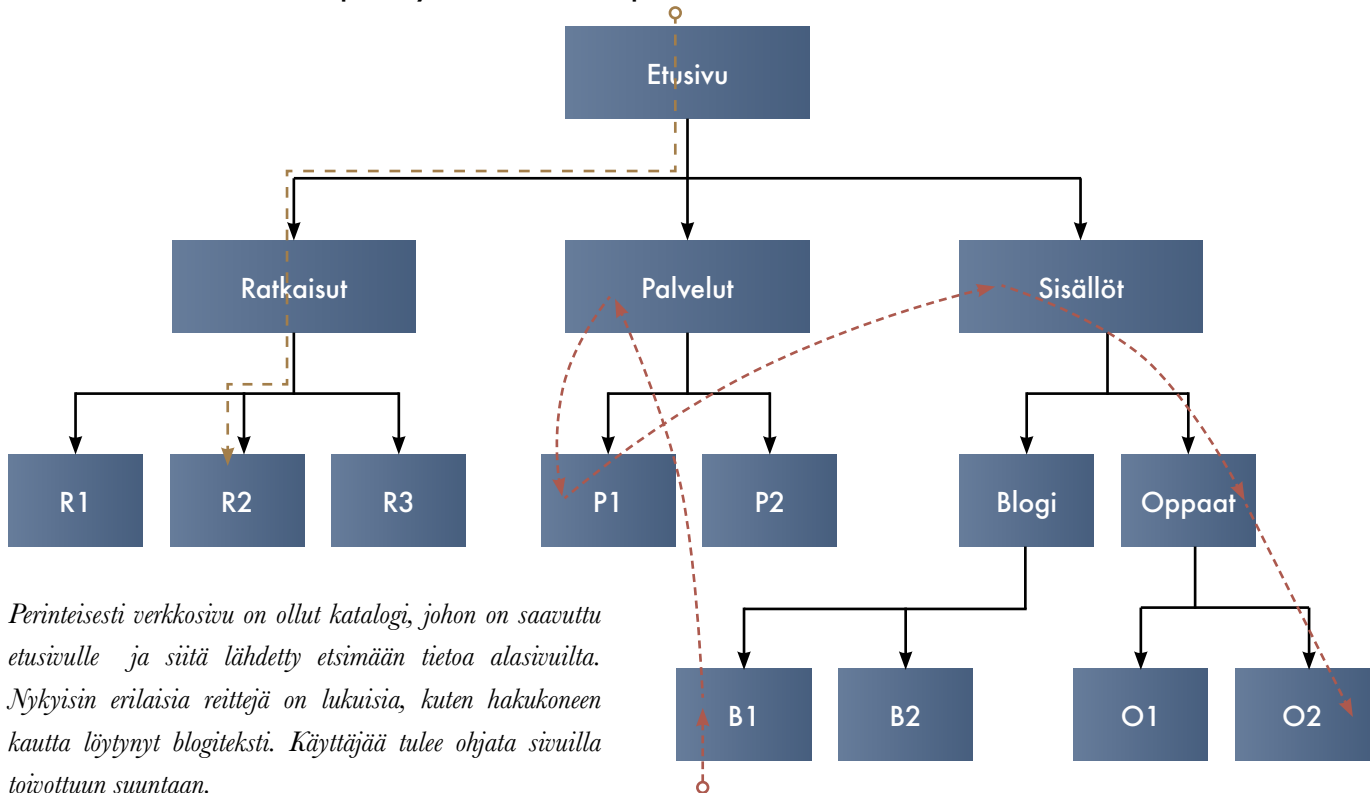 Etusivu
Ratkaisut
Palvelut
Sisällöt
R1
R2
R3
P1
P2
Blogi
Oppaat
Perinteisesti verkkosivu on ollut katalogi, johon on saavuttu
etusivulle ja siitä lähdetty etsimään tietoa alasivuilta.
Nykyisin erilaisia reittejä on lukuisia, kuten hakukoneen
kautta löytynyt blogiteksti. Käyttäjää tulee ohjata sivuilla
toivottuun suuntaan.
B1
B2
O1
O2